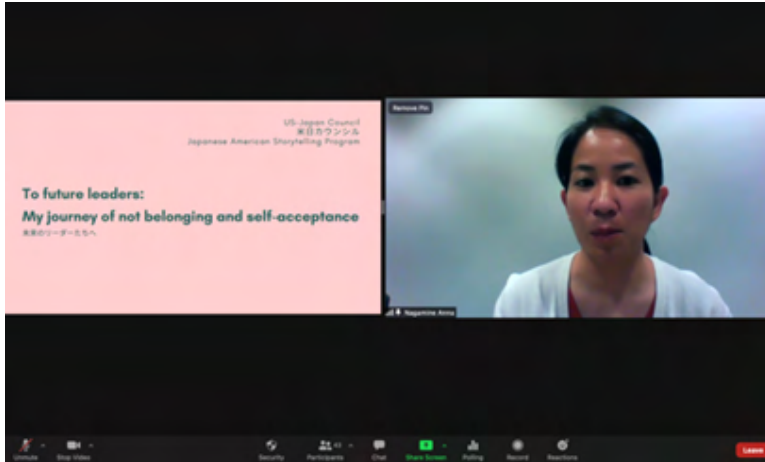 US-Japan Council
米日カウンシル
Japanese American Storytelling Program
To future leaders:
My journey of not belonging and self-acceptance
未来のリーダーたちへ
Remove Pin
Nagamine Anna
Unmute
Stop Video
Security
Participants
43
Chat
Share Screen
Polling
Record
Reactions
Leave